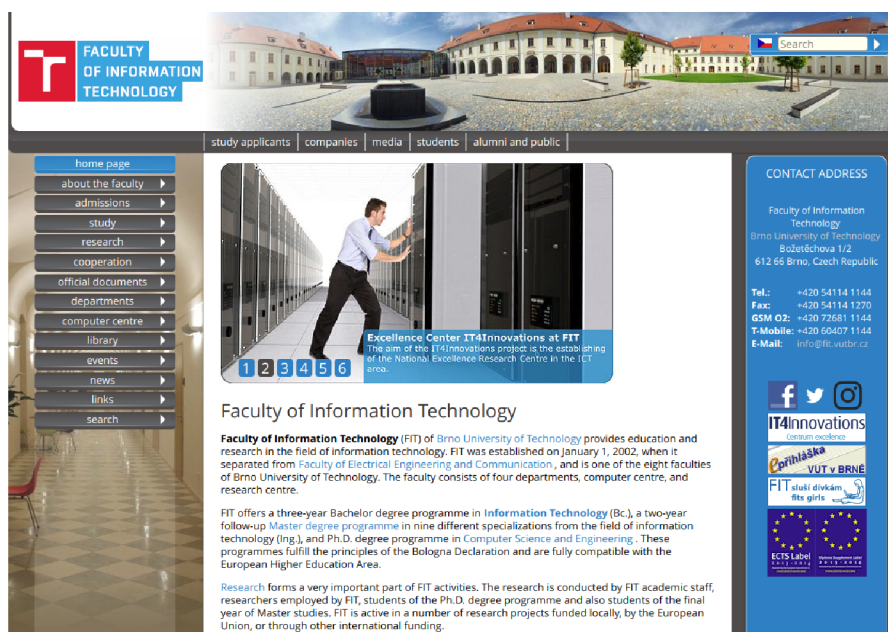 FACULTY
OF INFORMATION
TECHNOLOGY
Search
study applicants
companies
media
students
alumni and public
home page
about the faculty
admissions
study
research
cooperation
official documents
departments
computer centre
library
events
news
links
search
Excellence Center IT4Innovations at FIT
The aim of the IT4Innovations project is the establishing
of the National Excellence Research Centre in the ICT
area.
1 2 3 4 5 6
Faculty of Information Technology
Faculty of Information Technology (FIT) of Brno University of Technology provides education and
research in the field of information technology. FIT was established on January 1, 2002, when it
separated from Faculty of Electrical Engineering and Communication , and is one of the eight faculties
of Brno University of Technology. The faculty consists of four departments, computer centre, and
research centre.
FIT offers a three-year Bachelor degree programme in Information Technology (Bc.), a two-year
follow-up Master degree programme in nine different specializations from the field of information
technology (Ing.), and Ph.D. degree programme in Computer Science and Engineering . These
programmes fulfill the principles of the Bologna Declaration and are fully compatible with the
European Higher Education Area.
Research forms a very important part of FIT activities. The research is conducted by FIT academic staff,
researchers employed by FIT, students of the Ph.D. degree programme and also students of the final
year of Master studies. FIT is active in a number of research projects funded locally, by the European
Union, or through other international funding.
CONTACT ADDRESS
Faculty of Information
Technology
Brno University of Technology
Božetěchova 1/2
612 66 Brno, Czech Republic
Tel.: +420 54114 1144
Fax: +420 54114 1270
GSM O2: +420 72681 1144
T-Mobile: +420 60407 1144
E-Mail: info@fit.vutbr.cz
IT4Innovations
Centrum excelence
epřihláška
VUT v BRNĚ
FIT sluší dívkám
fits girls
ECTS Label
2013-2015
Diploma Supplement Label
2013-2015